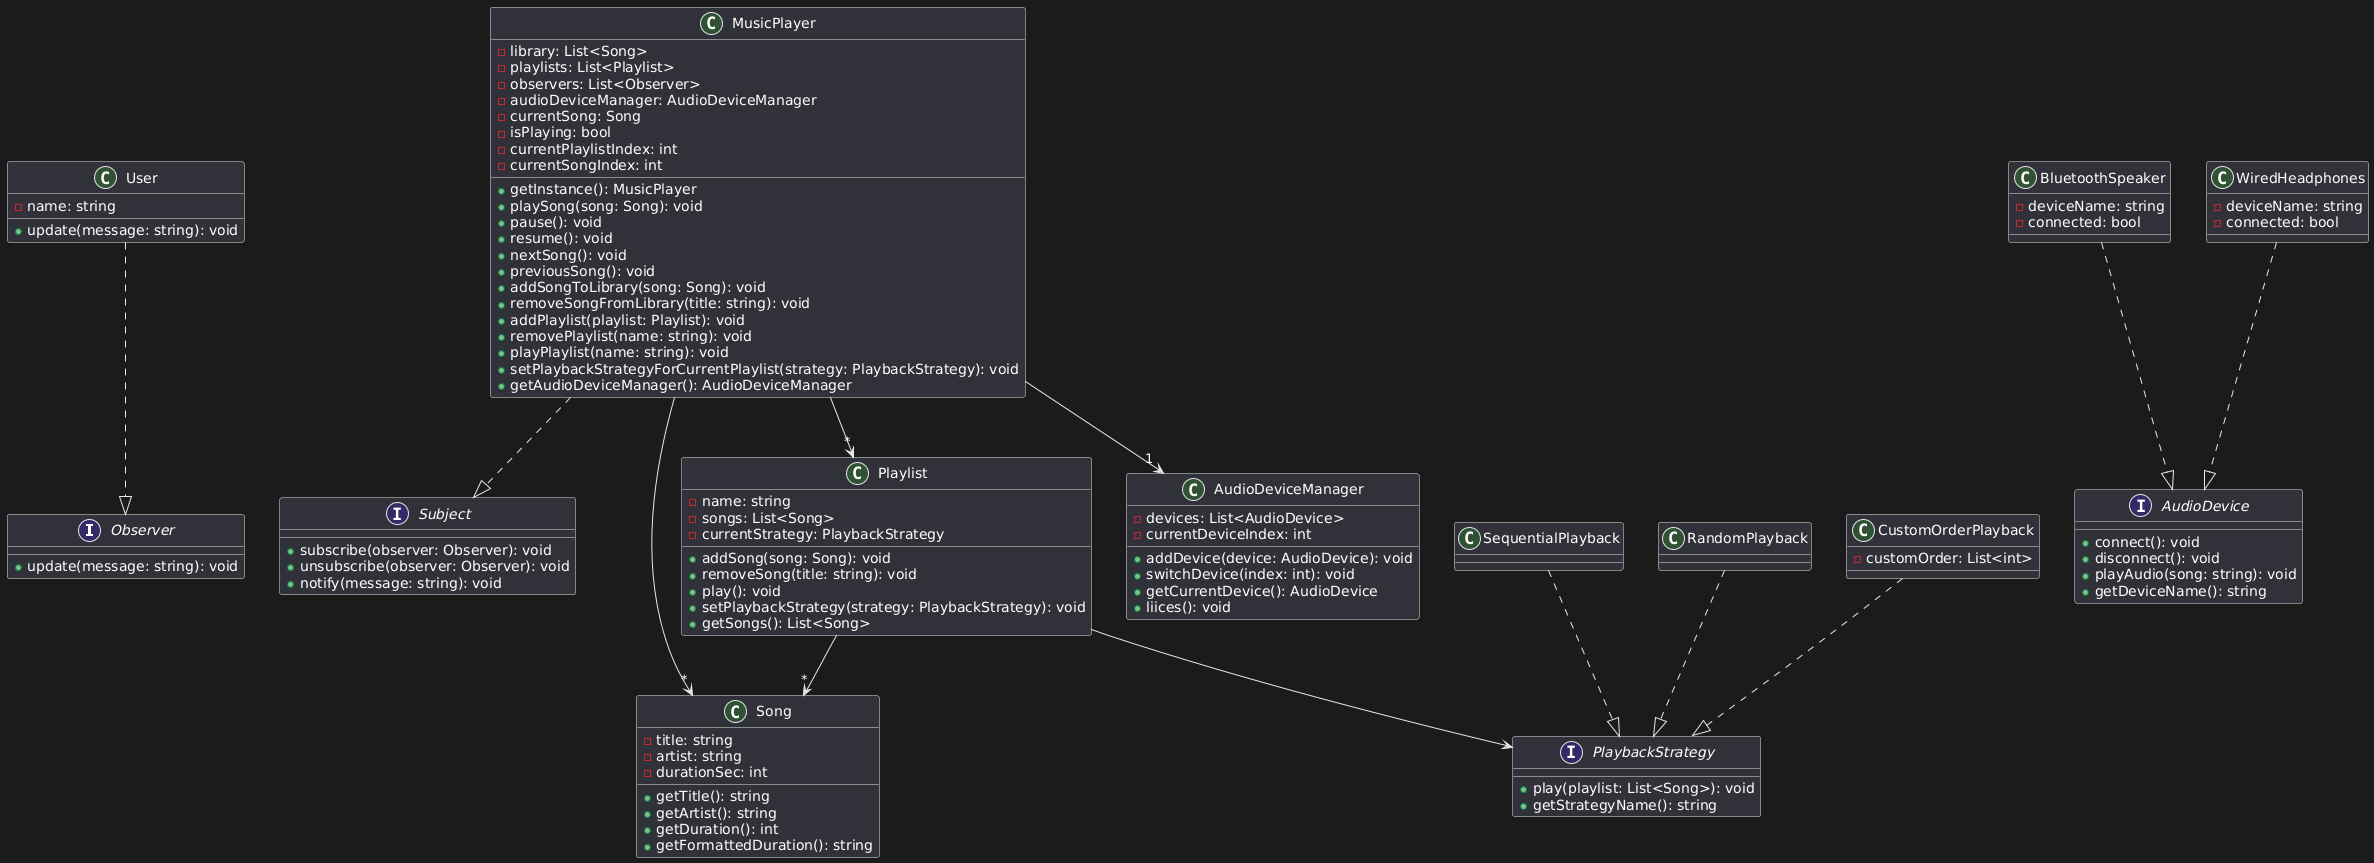 C MusicPlayer
library: List<Song>
playlists: List<Playlist>
observers: List<Observer>
audioDeviceManager: AudioDeviceManager
currentSong: Song
isPlaying: bool
currentPlaylistIndex: int
currentSongIndex: int
getInstance(): MusicPlayer
playSong(song: Song): void
pause(): void
resume(): void
nextSong(): void
previousSong(): void
addSongToLibrary(song: Song): void
removeSongFromLibrary(title: string): void
addPlaylist(playlist: Playlist): void
removePlaylist(name: string): void
playPlaylist(name: string): void
setPlaybackStrategyForCurrentPlaylist(strategy: PlaybackStrategy): void
getAudioDeviceManager(): AudioDeviceManager
C User
name: string
update(message: string): void
C BluetoothSpeaker
deviceName: string
connected: bool
C WiredHeadphones
deviceName: string
connected: bool
*
1
I Observer
update(message: string): void
I Subject
subscribe(observer: Observer): void
unsubscribe(observer: Observer): void
notify(message: string): void
C Playlist
name: string
songs: List<Song>
currentStrategy: PlaybackStrategy
addSong(song: Song): void
removeSong(title: string): void
play(): void
setPlaybackStrategy(strategy: PlaybackStrategy): void
getSongs(): List<Song>
C AudioDeviceManager
devices: List<AudioDevice>
currentDeviceIndex: int
addDevice(device: AudioDevice): void
switchDevice(index: int): void
getCurrentDevice(): AudioDevice
liices(): void
C SequentialPlayback
C RandomPlayback
C CustomOrderPlayback
customOrder: List<int>
I AudioDevice
connect(): void
disconnect(): void
playAudio(song: string): void
getDeviceName(): string
*
*
C Song
title: string
artist: string
durationSec: int
getTitle(): string
getArtist(): string
getDuration(): int
getFormattedDuration(): string
I PlaybackStrategy
play(playlist: List<Song>): void
getStrategyName(): string